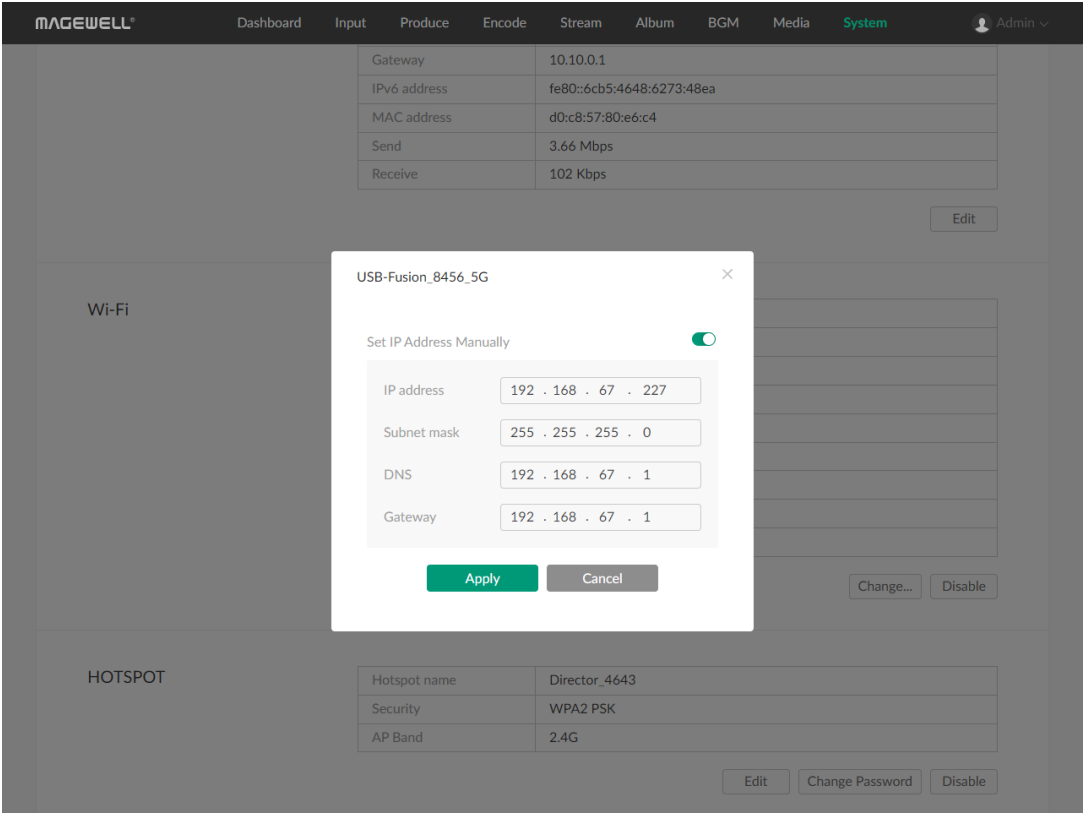 MAGEWELL® Dashboard Input Produce Encode Stream Album BGM Media System Admin
Gateway 10.10.0.1
IPv6 address fe80::6cb5:4648:6273:48ea
MAC address d0:c8:57:80:e6:c4
Send 3.66 Mbps
Receive 102 Kbps
Edit
USB-Fusion_8456_5G
Wi-Fi
Set IP Address Manually
IP address 192 . 168 . 67 . 227
Subnet mask 255 . 255 . 255 . 0
DNS 192 . 168 . 67 . 1
Gateway 192 . 168 . 67 . 1
Apply Cancel
Change... Disable
HOTSPOT
Hotspot name Director_4643
Security WPA2 PSK
AP Band 2.4G
Edit Change Password Disable